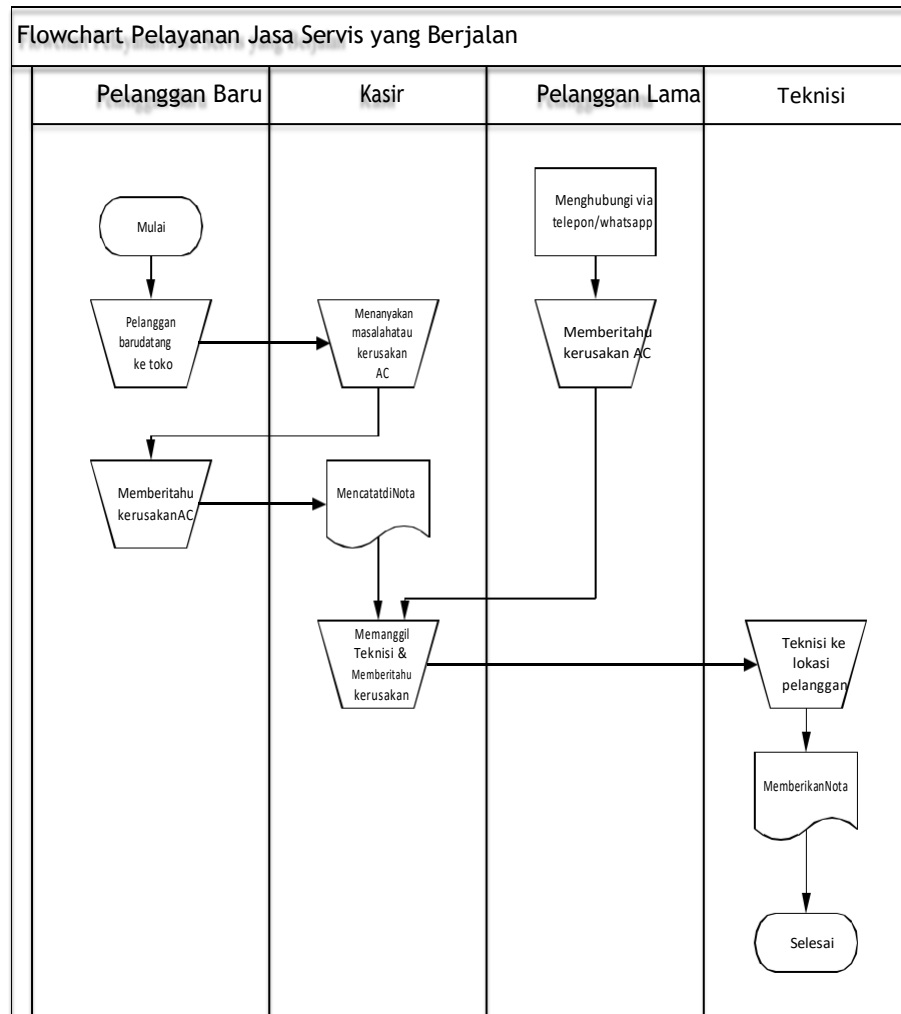 Flowchart Pelayanan Jasa Servis yang Berjalan
Pelanggan Baru
Kasir
Pelanggan Lama
Teknisi
Mulai
Menghubungi via
telepon/whatsapp
Pelanggan
barudatang
ke toko
Menanyakan
masalahatau
kerusakan
AC
Memberitahu
kerusakan AC
Memberitahu
kerusakanAC
MencatatdiNota
Memanggil
Teknisi &
Memberitahu
kerusakan
Teknisi ke
lokasi
pelanggan
MemberikanNota
Selesai